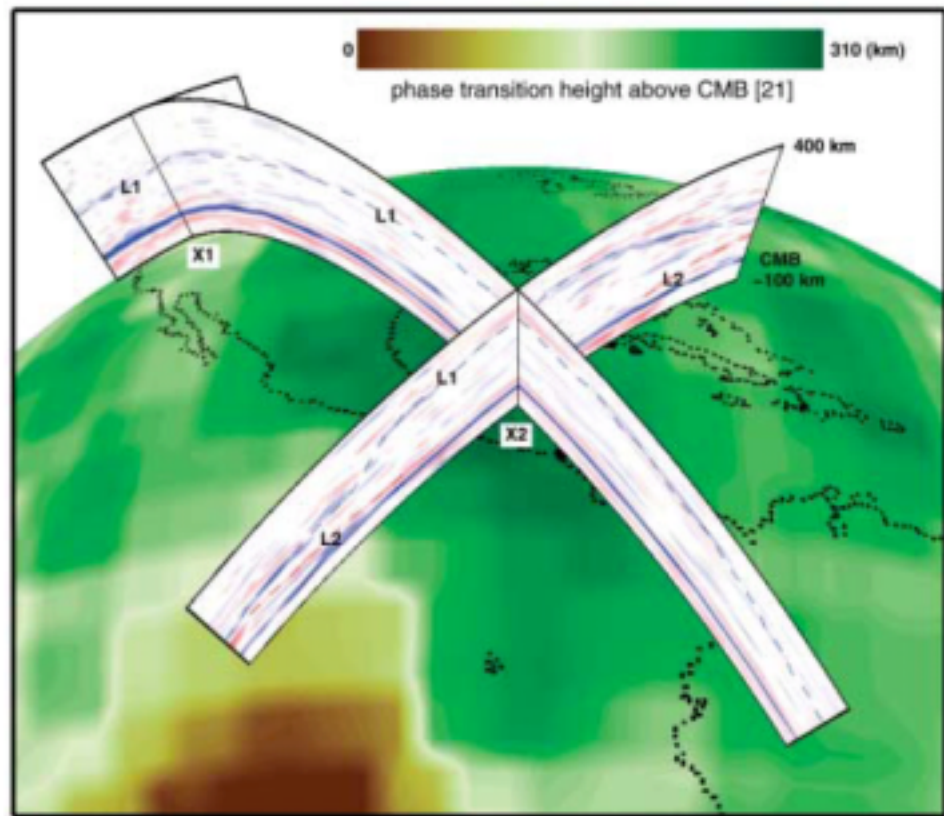 0
310 (km)
phase transition height above CMB [21]
400 km
L1
L1
X1
L2
CMB
~100 km
L1
X2
L2